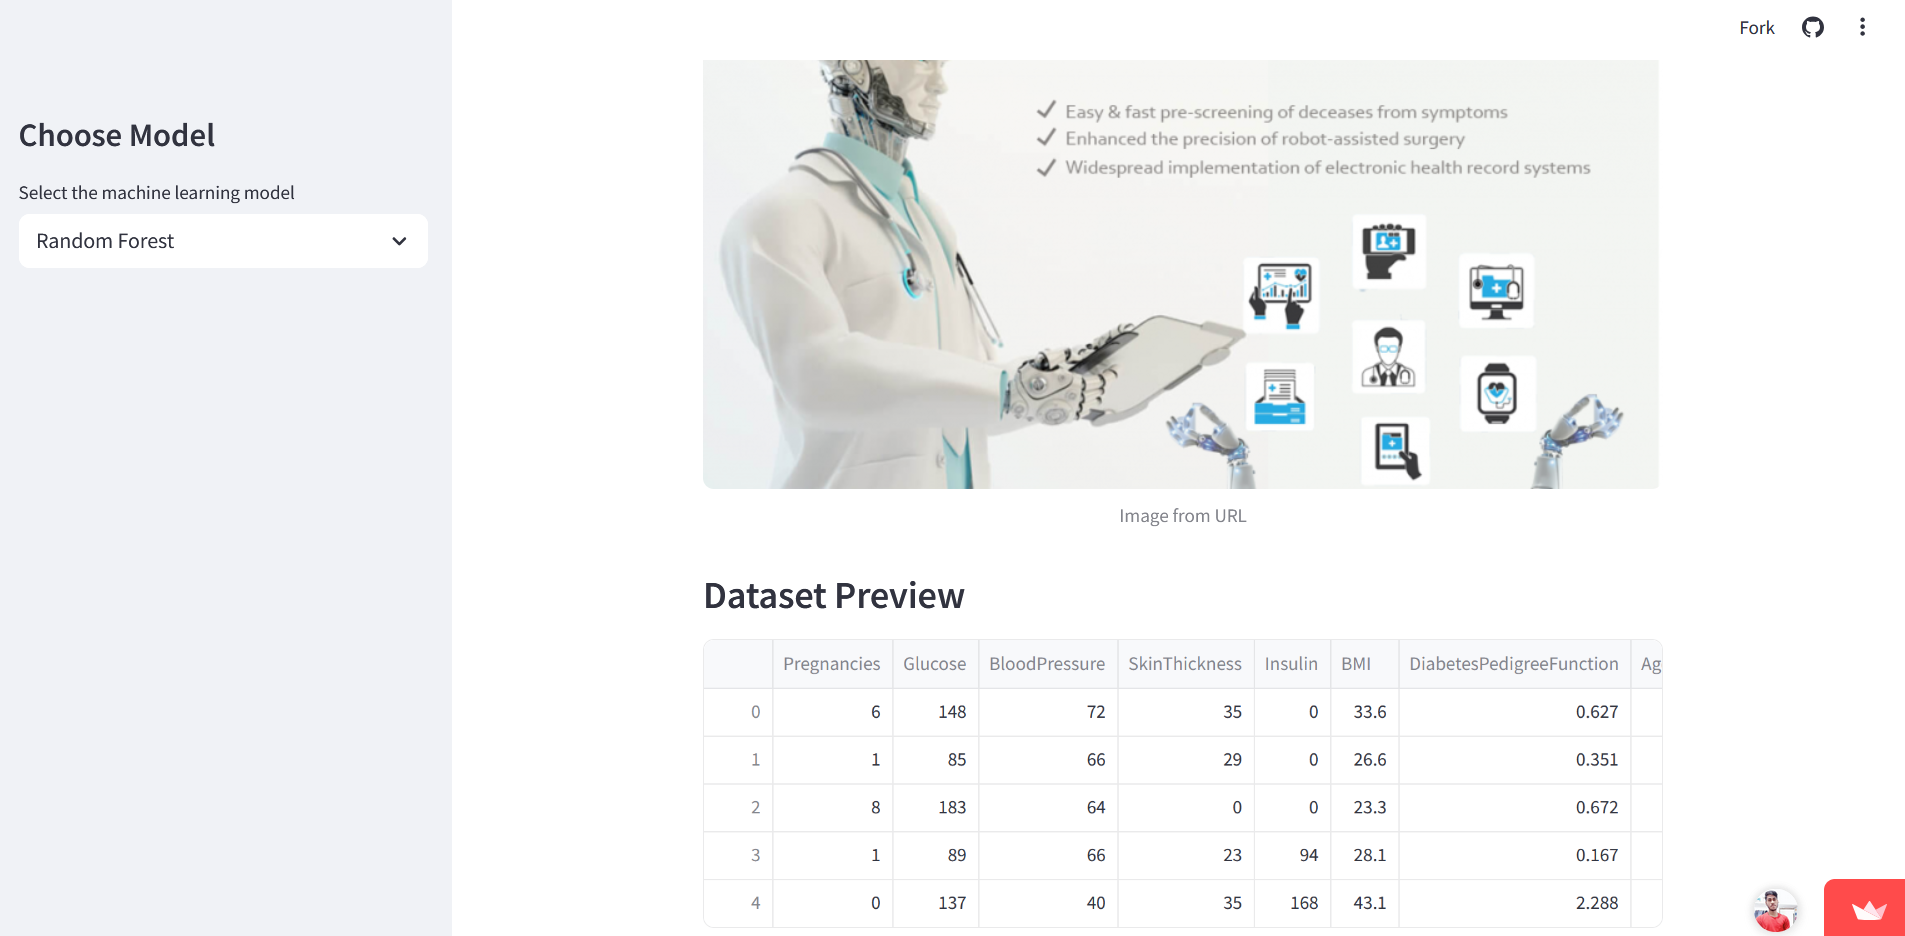 Fork
Choose Model
Select the machine learning model
Random Forest
Easy & fast pre-screening of deceases from symptoms
Enhanced the precision of robot-assisted surgery
Widespread implementation of electronic health record systems
Image from URL
Dataset Preview
Pregnancies Glucose BloodPressure SkinThickness Insulin BMI DiabetesPedigreeFunction Ag
0 6 148 72 35 0 33.6 0.627
1 1 85 66 29 0 26.6 0.351
2 8 183 64 0 0 23.3 0.672
3 1 89 66 23 94 28.1 0.167
4 0 137 40 35 168 43.1 2.288